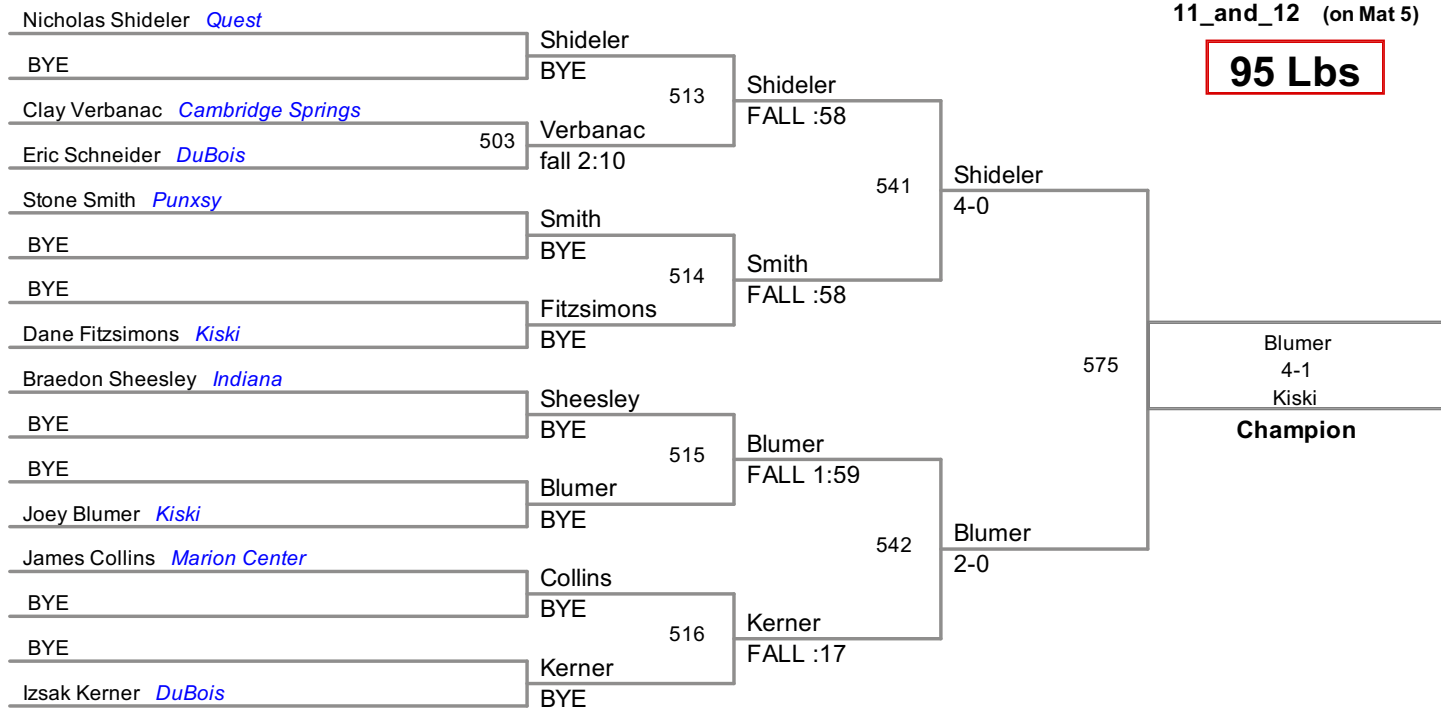 11_and_12 (on Mat 5)
95 Lbs
Nicholas Shideler Quest
BYE
Clay Verbanac Cambridge Springs
Eric Schneider DuBois
Stone Smith Punxsy
BYE
BYE
Dane Fitzsimons Kiski
Braedon Sheesley Indiana
BYE
BYE
Joey Blumer Kiski
James Collins Marion Center
BYE
BYE
Izsak Kerner DuBois
503
Shideler
BYE
Verbanac
fall 2:10
Smith
BYE
Fitzsimons
BYE
Sheesley
BYE
Blumer
BYE
Collins
BYE
Kerner
BYE
513
514
515
516
Shideler
FALL :58
Smith
FALL :58
Blumer
FALL 1:59
Kerner
FALL :17
541
542
Shideler
4-0
Blumer
2-0
575
Blumer
4-1
Kiski
Champion